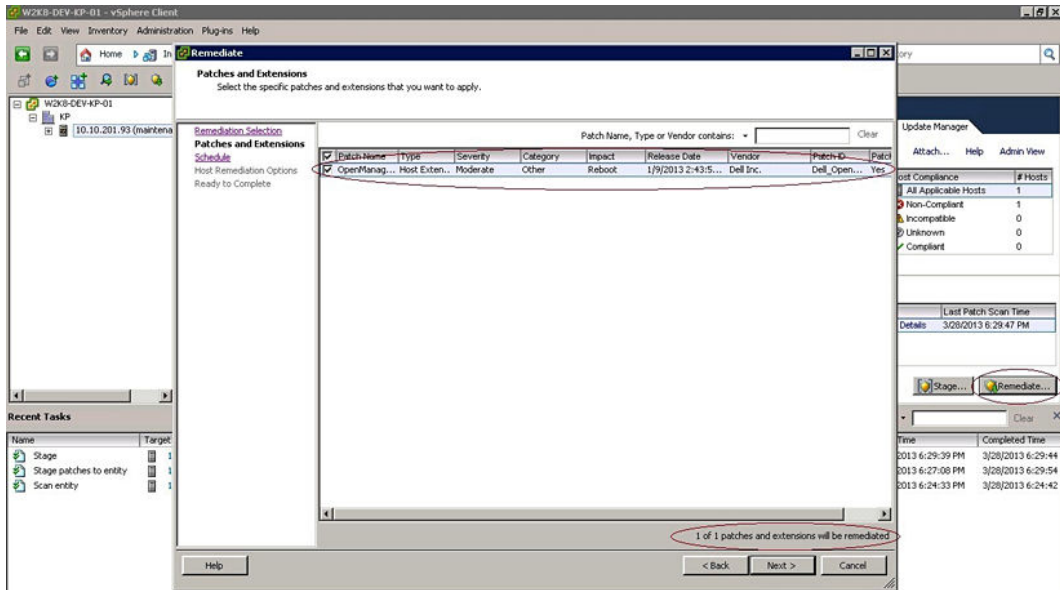 W2K8-DEV-KP-01 - vSphere Client
File Edit View Inventory Administration Plug-ins Help
Home In
Remediate
ory
Patches and Extensions
Select the specific patches and extensions that you want to apply.
W2K8-DEV-KP-01
KP
10.10.201.93 (maintena
Remediation Selection
Patches and Extensions
Schedule
Host Remediation Options
Ready to Complete
Patch Name, Type or Vendor contains: Clear
Patch Name Type Severity Category Impact Release Date Vendor Patch ID Patch
OpenManag... Host Exten... Moderate Other Reboot 1/9/2013 2:43:5... Dell Inc. Dell_Open... Yes
1 of 1 patches and extensions will be remediated
Help < Back Next > Cancel
Update Manager
Attach... Help Admin View
ost Compliance # Hosts
All Applicable Hosts 1
Non-Compliant 1
Incompatible 0
Unknown 0
Compliant 0
Last Patch Scan Time
Details 3/28/2013 6:29:47 PM
Stage... Remediate...
Recent Tasks
Clear
Name Target
Time Completed Time
Stage 1
2013 6:29:39 PM 3/28/2013 6:29:44
Stage patches to entity 1
2013 6:27:08 PM 3/28/2013 6:29:54
Scan entity 1
2013 6:24:33 PM 3/28/2013 6:24:42